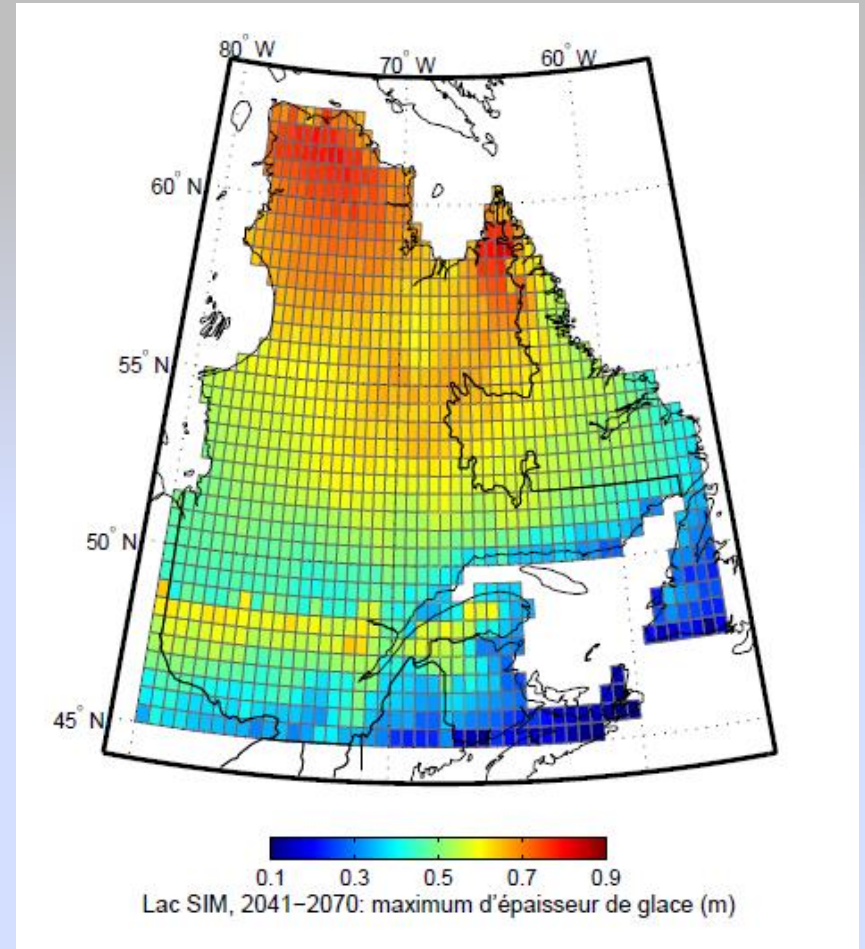 80° W
70° W
60° W
60° N
55° N
50° N
45° N
0.1 0.3 0.5 0.7 0.9
Lac SIM, 2041−2070: maximum d'épaisseur de glace (m)